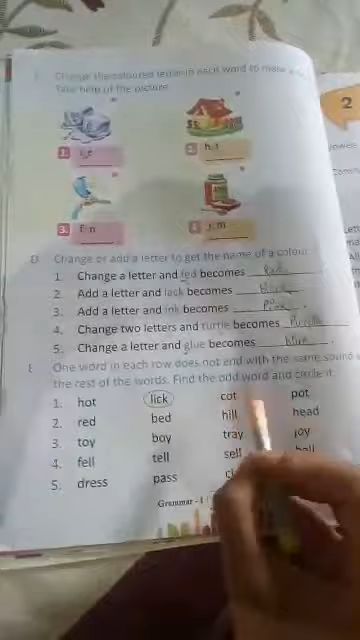 Change the coloured letter in each word to make a
Take help of the picture.
2
1.
2. h t
3. f n
4. j m
D. Change or add a letter to get the name of a colour.
1. Change a letter and fed becomes
2. Add a letter and lack becomes
3. Add a letter and ink becomes
4. Change two letters and turtle becomes Purple
5. Change a letter and glue becomes blue
E. One word in each row does not end with the same sound
the rest of the words. Find the odd word and circle it.
1. hot lick cot pot
2. red bed hill head
3. toy boy tray joy
4. fell tell sell
5. dress pass
Grammar - 1